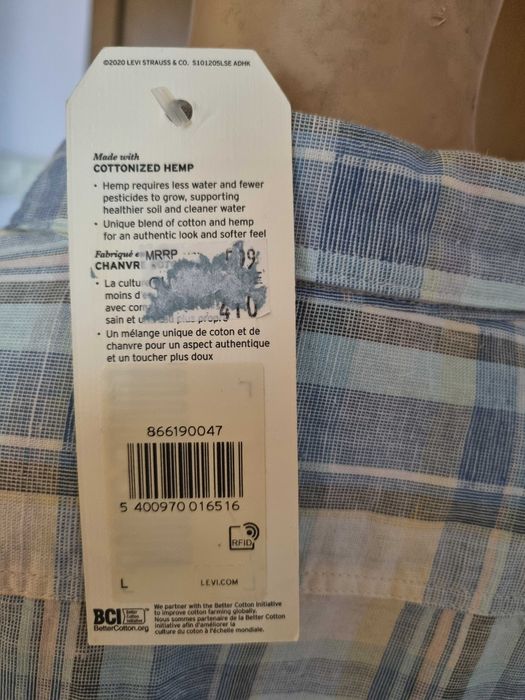 ©2020 LEVI STRAUSS & CO. S101205LSE ADHK
Made with
COTTONIZED HEMP
• Hemp requires less water and fewer
pesticides to grow, supporting
healthier soil and cleaner water
• Unique blend of cotton and hemp
for an authentic look and softer feel
Fabriqué
MRRP
• La
moins
avec
sain et
• Un mélange unique de coton et de
chanvre pour un aspect authentique
et un toucher plus doux
866190047
5 400970 016516
RFID
L LEVI.COM
BCI Better Cotton Initiative
BetterCotton.org
We partner with the Better Cotton Initiative
to improve cotton farming globally.
Nous sommes partenaire de la Better Cotton
Initiative afin d'améliorer la
culture du coton à l'échelle mondiale.